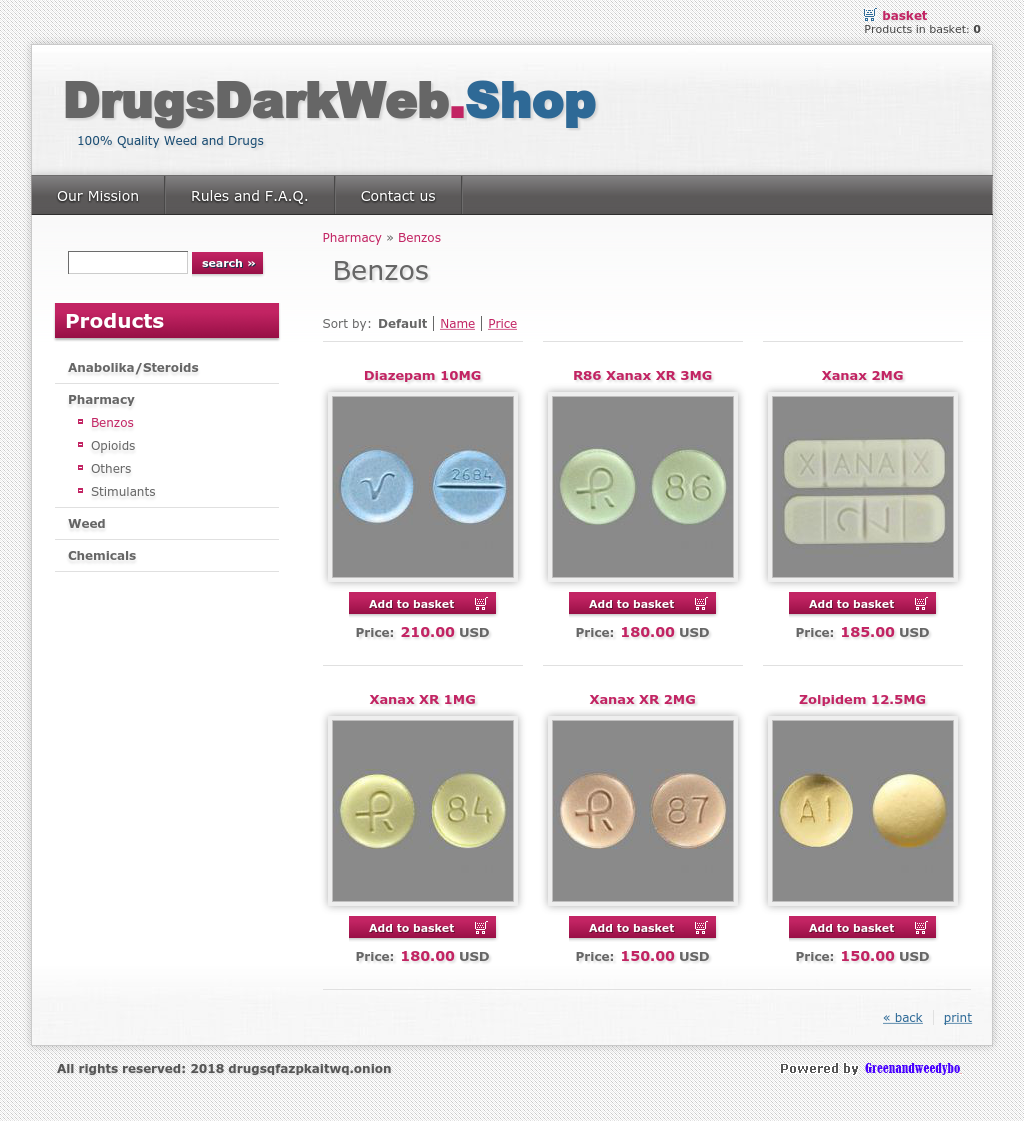 basket
Products in basket: 0
DrugsDarkWeb.Shop
100% Quality Weed and Drugs
Our Mission
Rules and F.A.Q.
Contact us
search »
Products
Anabolika/Steroids
Pharmacy
Benzos
Opioids
Others
Stimulants
Weed
Chemicals
Pharmacy » Benzos
Benzos
Sort by: Default | Name | Price
Diazepam 10MG
V
2684
Add to basket
Price: 210.00 USD
R86 Xanax XR 3MG
R
86
Add to basket
Price: 180.00 USD
Xanax 2MG
XANAX
2
Add to basket
Price: 185.00 USD
Xanax XR 1MG
R
84
Add to basket
Price: 180.00 USD
Xanax XR 2MG
R
87
Add to basket
Price: 150.00 USD
Zolpidem 12.5MG
A1
Add to basket
Price: 150.00 USD
« back
print
All rights reserved: 2018 drugsqfazpkaitwq.onion
Powered by Greenandweedybo